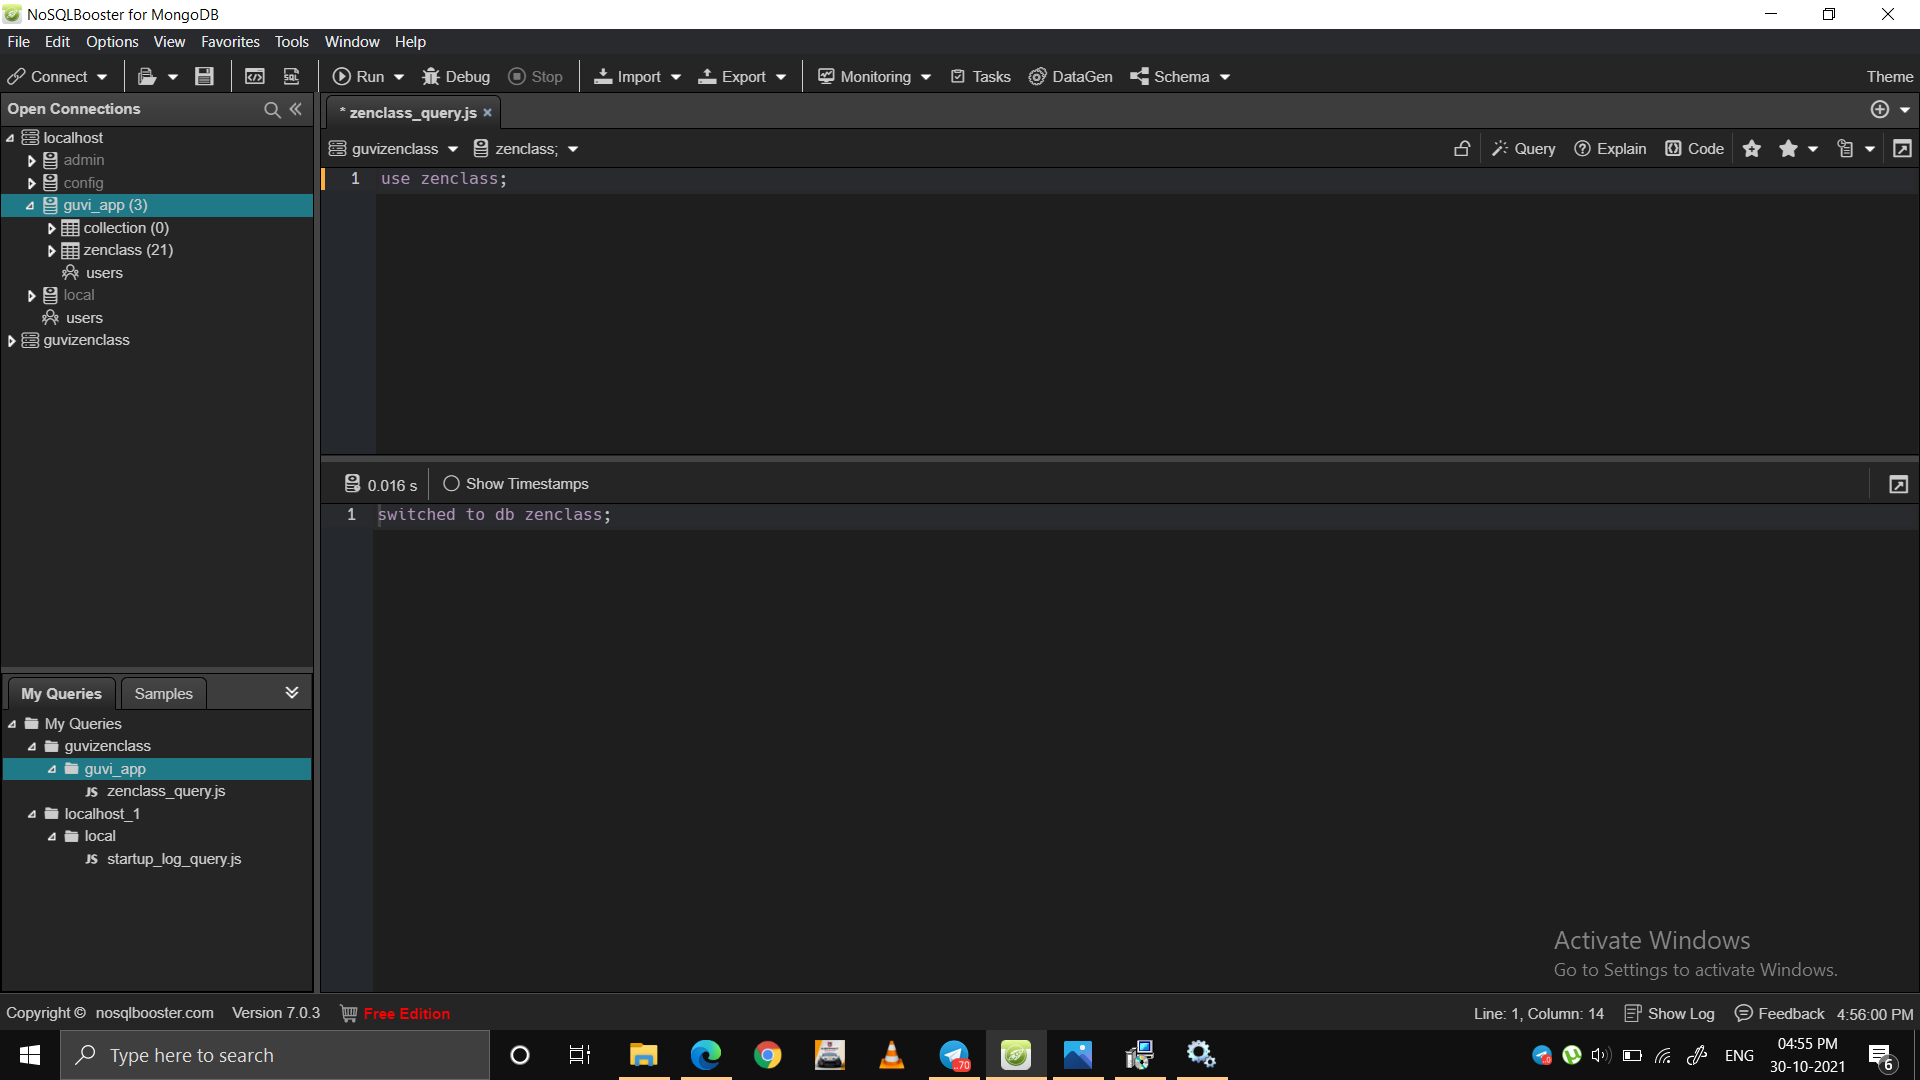 NoSQLBooster for MongoDB
File Edit Options View Favorites Tools Window Help
Connect Run Debug Stop Import Export Monitoring Tasks DataGen Schema Theme
Open Connections
* zenclass_query.js ×
localhost
admin
config
guvi_app (3)
collection (0)
zenclass (21)
users
local
users
guvizenclass
guvizenclass zenclass; Query Explain Code
1 use zenclass;
0.016 s Show Timestamps
1 switched to db zenclass;
My Queries Samples
My Queries
guvizenclass
guvi_app
JS zenclass_query.js
localhost_1
local
JS startup_log_query.js
Activate Windows
Go to Settings to activate Windows.
Copyright © nosqlbooster.com Version 7.0.3 Free Edition Line: 1, Column: 14 Show Log Feedback 4:56:00 PM
Type here to search
ENG
04:55 PM
30-10-2021
6